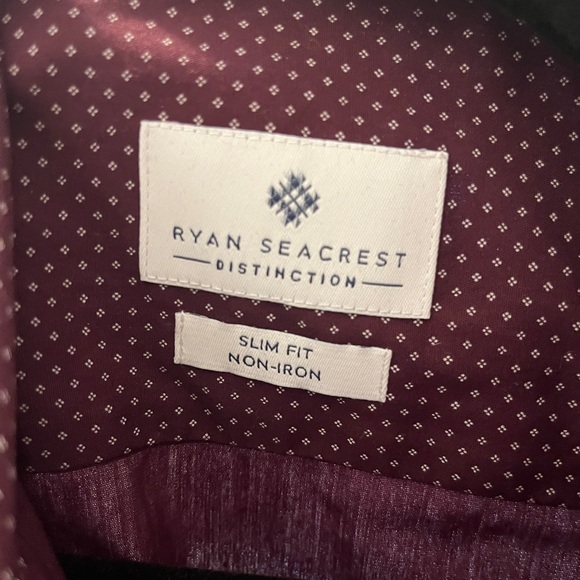 RYAN SEACREST
DISTINCTION
SLIM FIT
NON-IRON